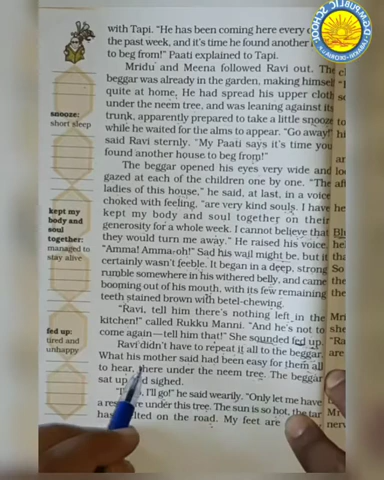 with Tapi. "He has been coming here every
the past week, and it's time he found another
to beg from!" Paati explained to Tapi.
Mridu and Meena followed Ravi out. The
beggar was already in the garden, making himself
quite at home. He had spread his upper cloth
under the neem tree, and was leaning against its
trunk, apparently prepared to take a little snooze
while he waited for the alms to appear. "Go away!"
said Ravi sternly. "My Paati says it's time you
found another house to beg from!"
The beggar opened his eyes very wide and
gazed at each of the children one by one. "The
ladies of this house," he said, at last, in a voice
choked with feeling, "are very kind souls. I have
kept my body and soul together on their
generosity for a whole week. I cannot believe that
they would turn me away." He raised his voice,
"Amma! Amma-oh!" Sad his wail might be, but it
certainly wasn't feeble. It began in a deep, strong
rumble somewhere in his withered belly, and came
booming out of his mouth, with its few remaining
teeth stained brown with betel-chewing.
"Ravi, tell him there's nothing left in the
kitchen!" called Rukku Manni. "And he's not to
come again — tell him that!" She sounded fed up.
Ravi didn't have to repeat it all to the beggar.
What his mother said had been easy for them all
to hear, there under the neem tree. The beggar
sat up and sighed.
I'll go!" he said wearily. "Only let me have
under this tree. The sun is so hot, the tar
has melted on the road. My feet are
snooze:
short sleep
kept my
body and
soul
together:
managed to
stay alive
fed up:
tired and
unhappy